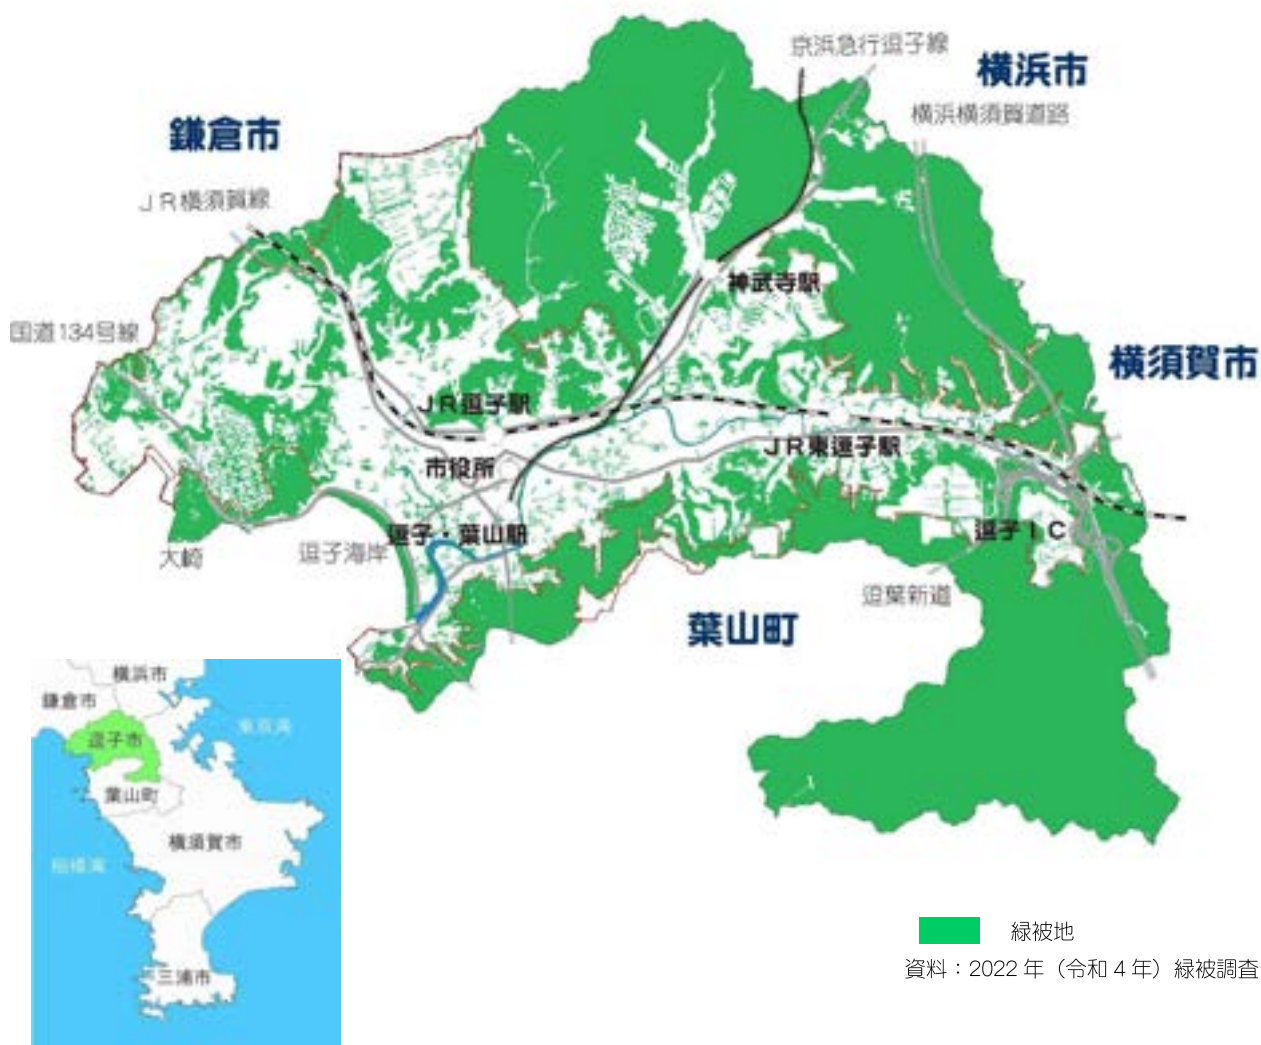 京浜急行逗子線
横浜市
横浜横須賀道路
鎌倉市
JR横須賀線
神武寺駅
国道134号線
横須賀市
JR逗子駅
JR東逗子駅
市役所
逗子・葉山駅
逗子IC
大崎
逗子海岸
逗葉新道
葉山町
横浜市
鎌倉市
東京湾
逗子市
葉山町
横須賀市
相模湾
三浦市
緑被地
資料：2022年（令和4年）緑被調査